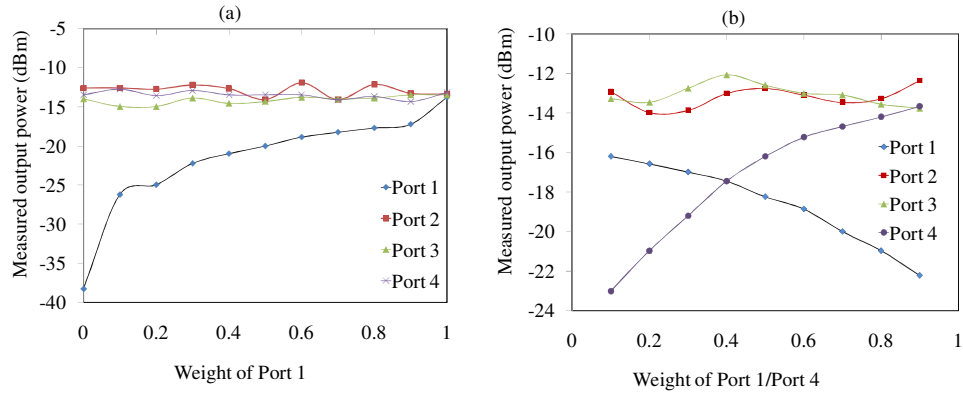 (a)
Measured output power (dBm)
-5
-10
-15
-20
-25
-30
-35
-40
0
0.2
0.4
0.6
0.8
1
Port 1
Port 2
Port 3
Port 4
Weight of Port 1
(b)
Measured output power (dBm)
-10
-12
-14
-16
-18
-20
-22
-24
0
0.2
0.4
0.6
0.8
1
Port 1
Port 2
Port 3
Port 4
Weight of Port 1/Port 4